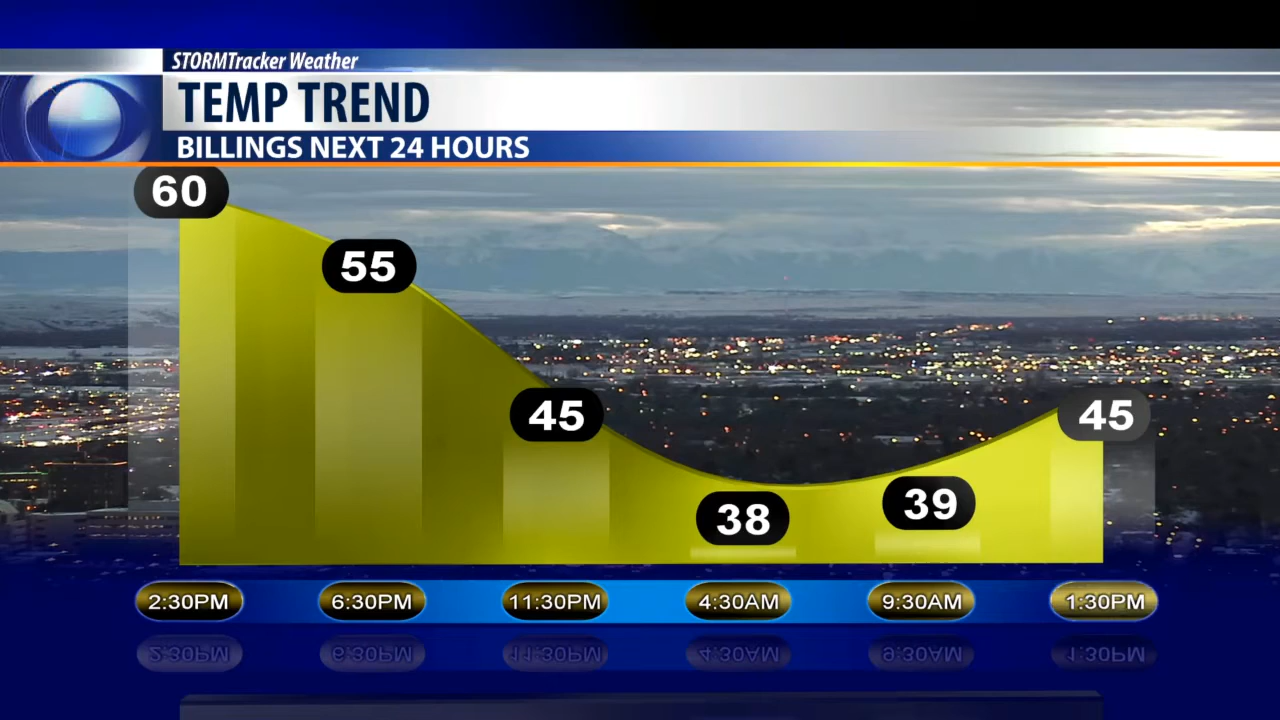 STORMTracker Weather
TEMP TREND
BILLINGS NEXT 24 HOURS
60
55
45
38
39
45
2:30PM 6:30PM 11:30PM 4:30AM 9:30AM 1:30PM